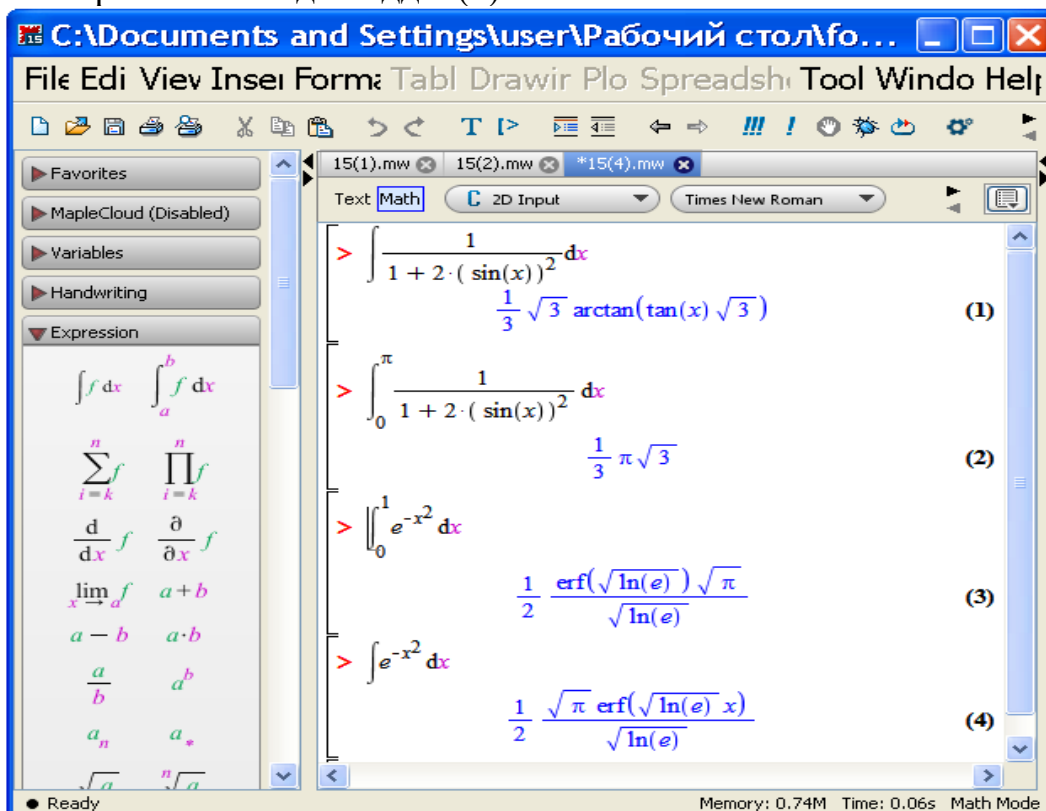 C:\Documents and Settings\user\Рабочий стол\fo...
File Edi Viev Inser Forma Tabl Drawir Plo Spreadsh Tool Windo Help
T
Favorites
MapleCloud (Disabled)
Variables
Handwriting
Expression
∫f dx ∫_a^b f dx
∑_{i=k}^n f ∏_{i=k}^n f
d/dx f ∂/∂x f
lim_{x→a} f a+b
a − b a·b
a/b a^b
a_n a_*
√a ⁿ√a
15(1).mw 15(2).mw *15(4).mw
Text Math C 2D Input Times New Roman
> ∫ 1/(1 + 2·(sin(x))^2) dx
1/3 √3 arctan(tan(x) √3) (1)
> ∫_0^π 1/(1 + 2·(sin(x))^2) dx
1/3 π√3 (2)
> ∫_0^1 e^{-x^2} dx
1/2 erf(√ln(e)) √π / √ln(e) (3)
> ∫ e^{-x^2} dx
1/2 √π erf(√ln(e) x) / √ln(e) (4)
Ready Memory: 0.74M Time: 0.06s Math Mode